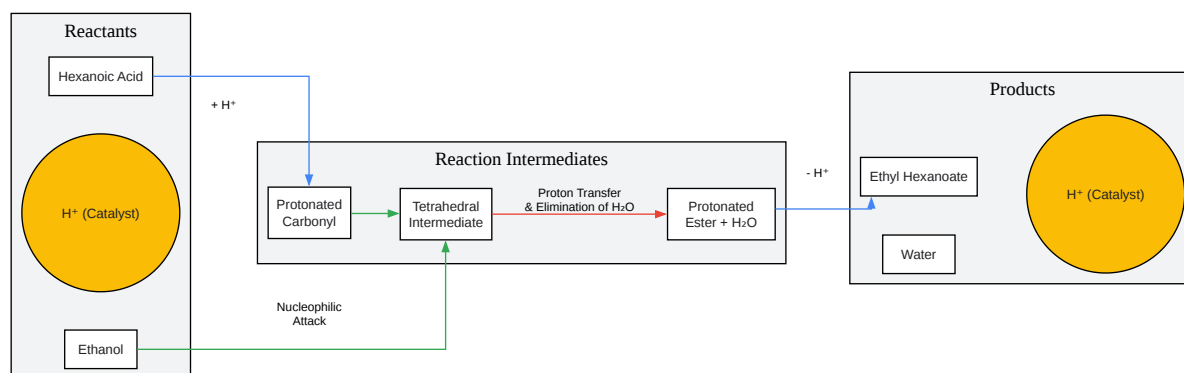 Reactants
Hexanoic Acid
+ H⁺
H⁺ (Catalyst)
Ethanol
Nucleophilic
Attack
Reaction Intermediates
Protonated
Carbonyl
Tetrahedral
Intermediate
Proton Transfer
& Elimination of H₂O
Protonated
Ester + H₂O
- H⁺
Products
Ethyl Hexanoate
Water
H⁺ (Catalyst)